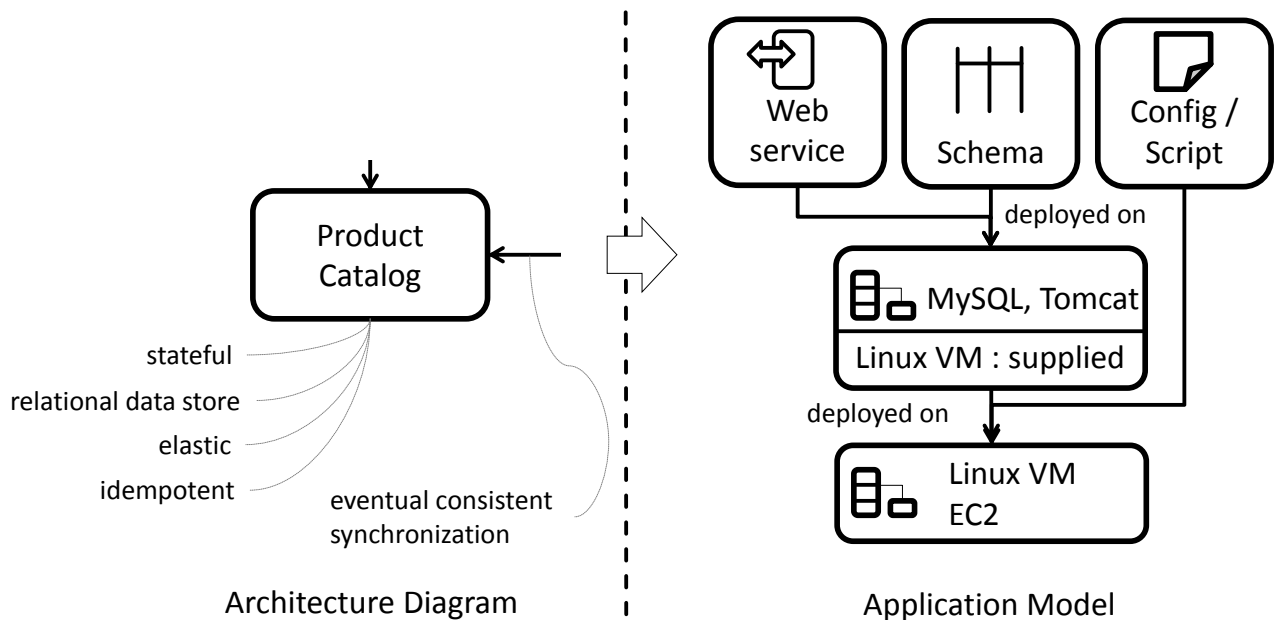 Product
Catalog
stateful
relational data store
elastic
idempotent
eventual consistent
synchronization
Architecture Diagram
Web
service
Schema
Config /
Script
deployed on
MySQL, Tomcat
Linux VM : supplied
deployed on
Linux VM
EC2
Application Model